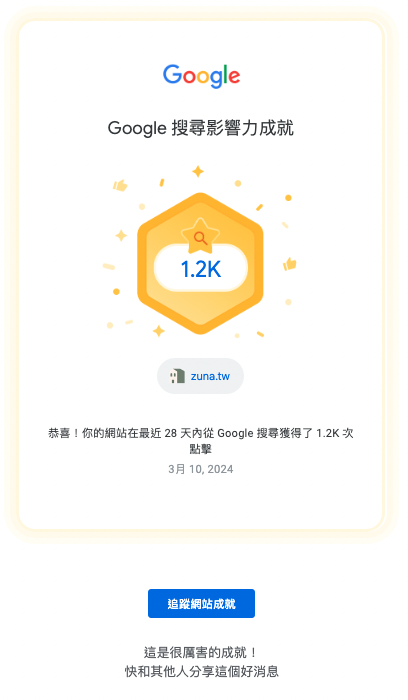 Google
Google 搜尋影響力成就
1.2K
zuna.tw
恭喜！你的網站在最近 28 天內從 Google 搜尋獲得了 1.2K 次
點擊
3月 10, 2024
追蹤網站成就
這是很厲害的成就！
快和其他人分享這個好消息